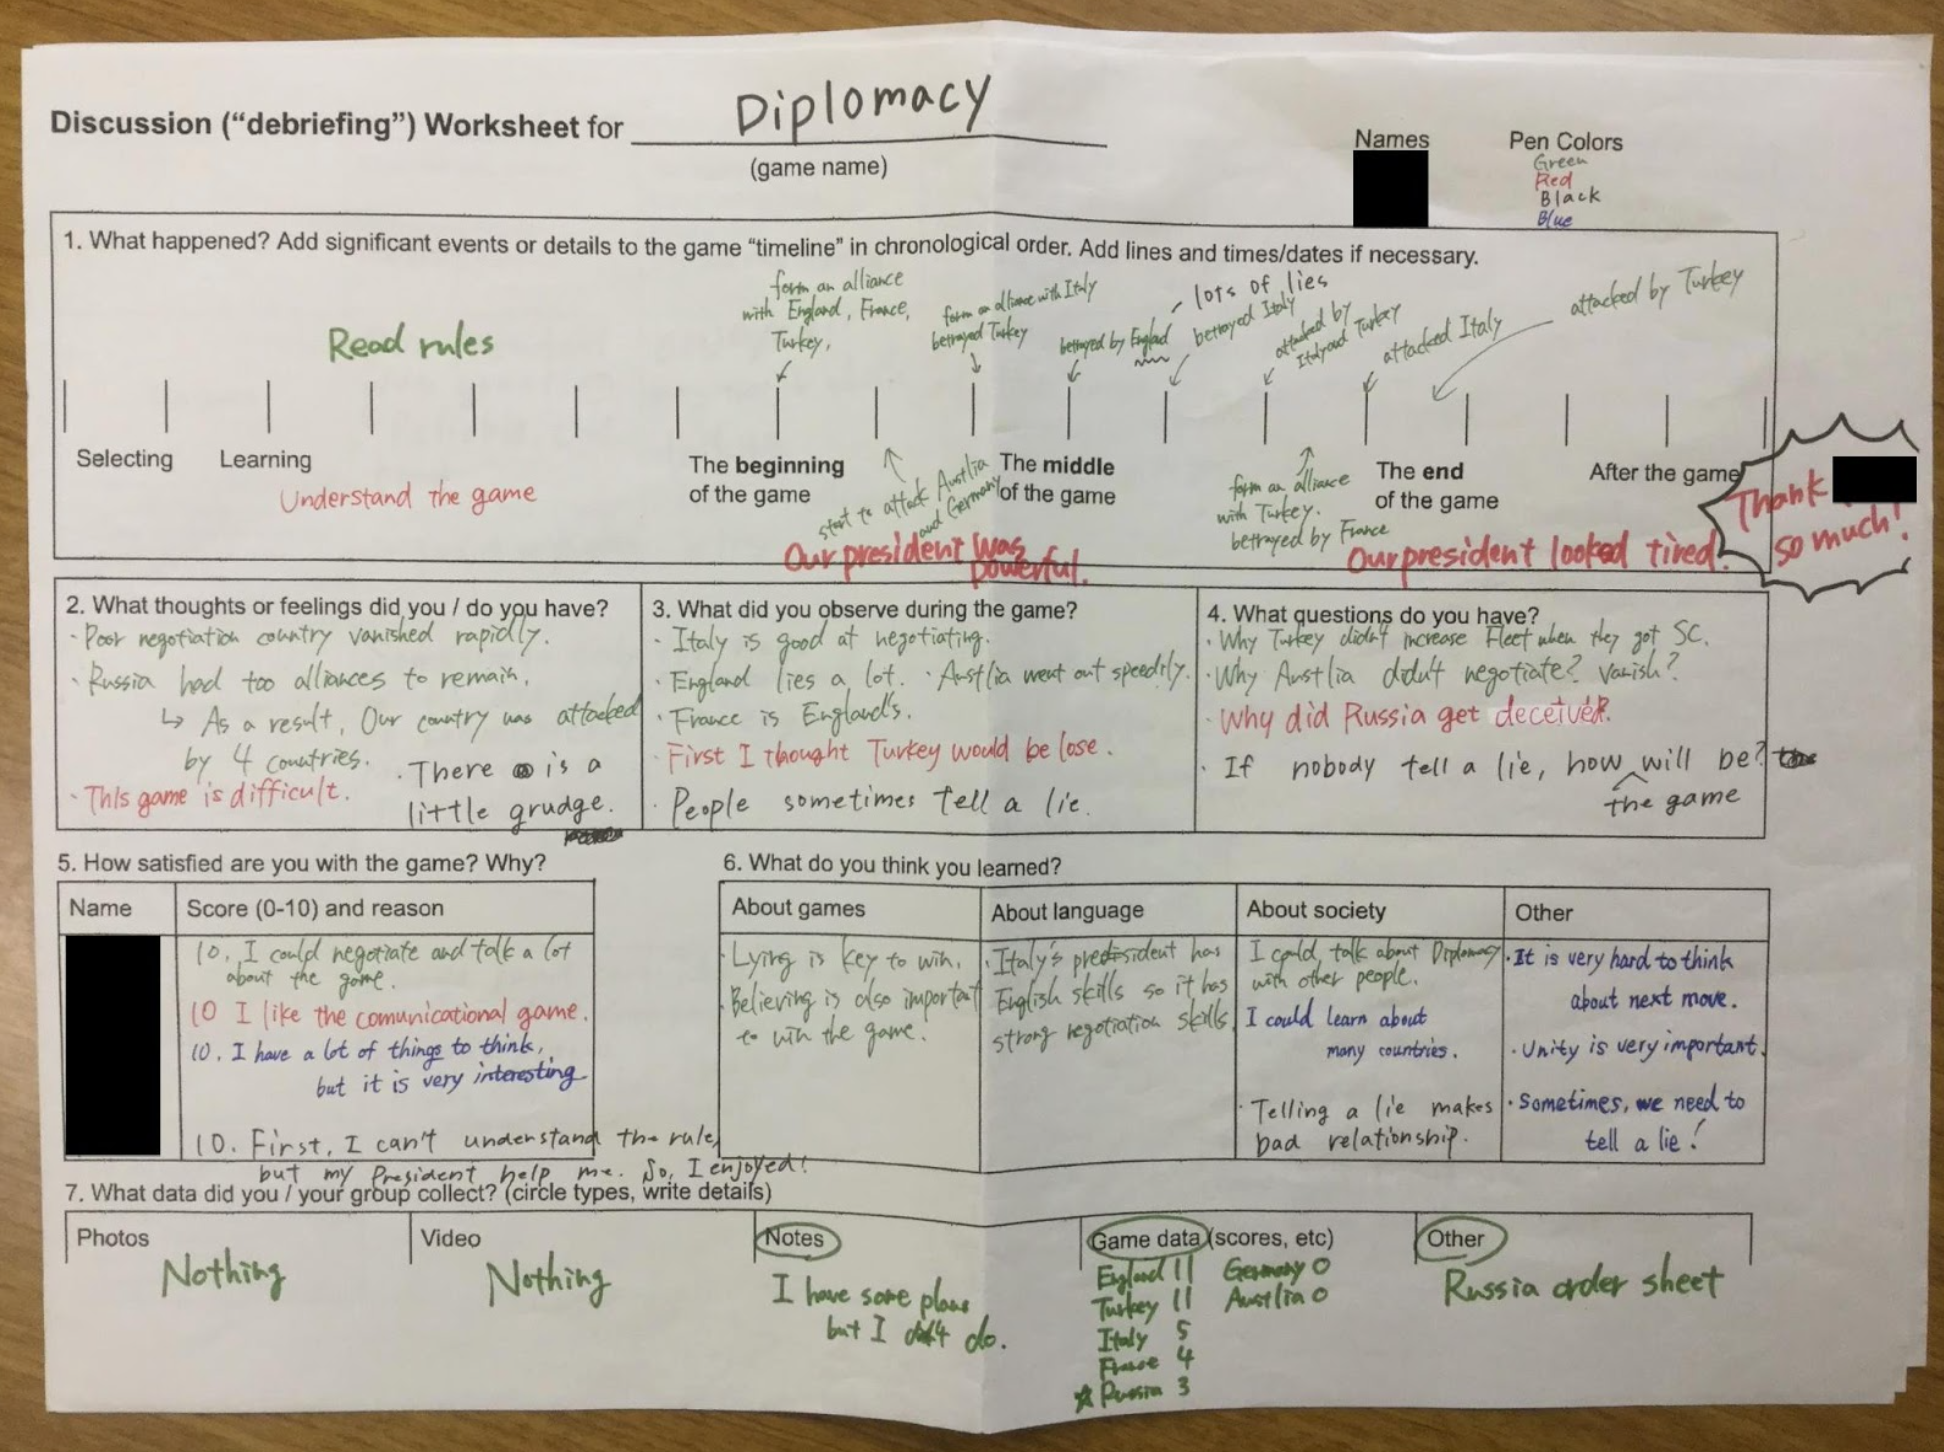 Discussion ("debriefing") Worksheet for Diplomacy
(game name)
Names
Pen Colors
Green
Red
Black
Blue
1. What happened? Add significant events or details to the game "timeline" in chronological order. Add lines and times/dates if necessary.
Read rules
form an alliance
with England, France,
Turkey,
form an alliance with Italy
betrayed Turkey
betrayed by England
lots of lies
betrayed Italy
attacked by
Italy and Turkey
attacked Italy
attacked by Turkey
Selecting
Learning
Understand the game
The beginning
of the game
start to attack Austlia
and Germany
The middle
of the game
form an alliance
with Turkey.
betrayed by France
The end
of the game
After the game
Our president was
powerful.
Our president looked tired.
Thank
so much!
2. What thoughts or feelings did you / do you have?
· Poor negotiation country vanished rapidly.
· Russia had too alliances to remain.
↳ As a result, Our country was attacked
by 4 countries.
· This game is difficult.
· There is a
little grudge.
3. What did you observe during the game?
· Italy is good at negotiating.
· England lies a lot. · Austlia went out speedrly.
· France is England's.
· First I thought Turkey would be lose.
· People sometimes tell a lie.
4. What questions do you have?
· Why Turkey didn't increase Fleet when they got SC.
· Why Austlia didn't negotiate? vanish?
· Why did Russia get deceived?
· If nobody tell a lie, how will be?
the game
5. How satisfied are you with the game? Why?
Name
Score (0-10) and reason
10. I could negotiate and talk a lot
about the game.
10 I like the comunicational game.
10. I have a lot of things to think,
but it is very interesting
10. First, I can't understand the rule,
but my President help me. So, I enjoyed!
6. What do you think you learned?
About games
· Lying is key to win.
· Believing is also important
to win the game.
About language
· Italy's president has
English skills so it has
strong negotiation skills
About society
I could talk about Diplomacy
with other people.
I could learn about
many countries.
· Telling a lie makes
bad relationship.
Other
· It is very hard to think
about next move.
· Unity is very important.
· Sometimes, we need to
tell a lie!
7. What data did you / your group collect? (circle types, write details)
Photos
Nothing
Video
Nothing
Notes
I have some plans
but I didn't do.
Game data (scores, etc)
England 11 Germany 0
Turkey 11 Austlia 0
Italy 5
France 4
☆ Russia 3
Other
Russia order sheet